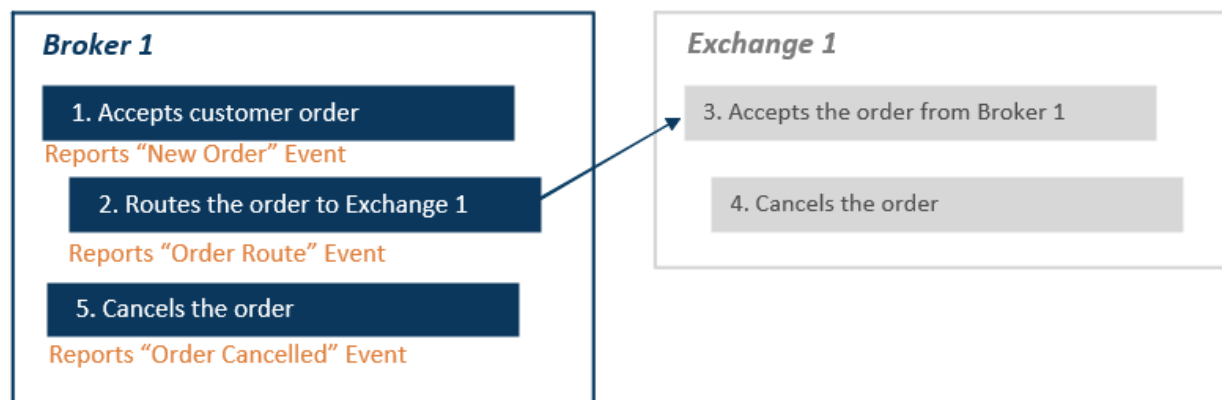 Broker 1
1. Accepts customer order
Reports “New Order” Event
2. Routes the order to Exchange 1
Reports “Order Route” Event
5. Cancels the order
Reports “Order Cancelled” Event
Exchange 1
3. Accepts the order from Broker 1
4. Cancels the order